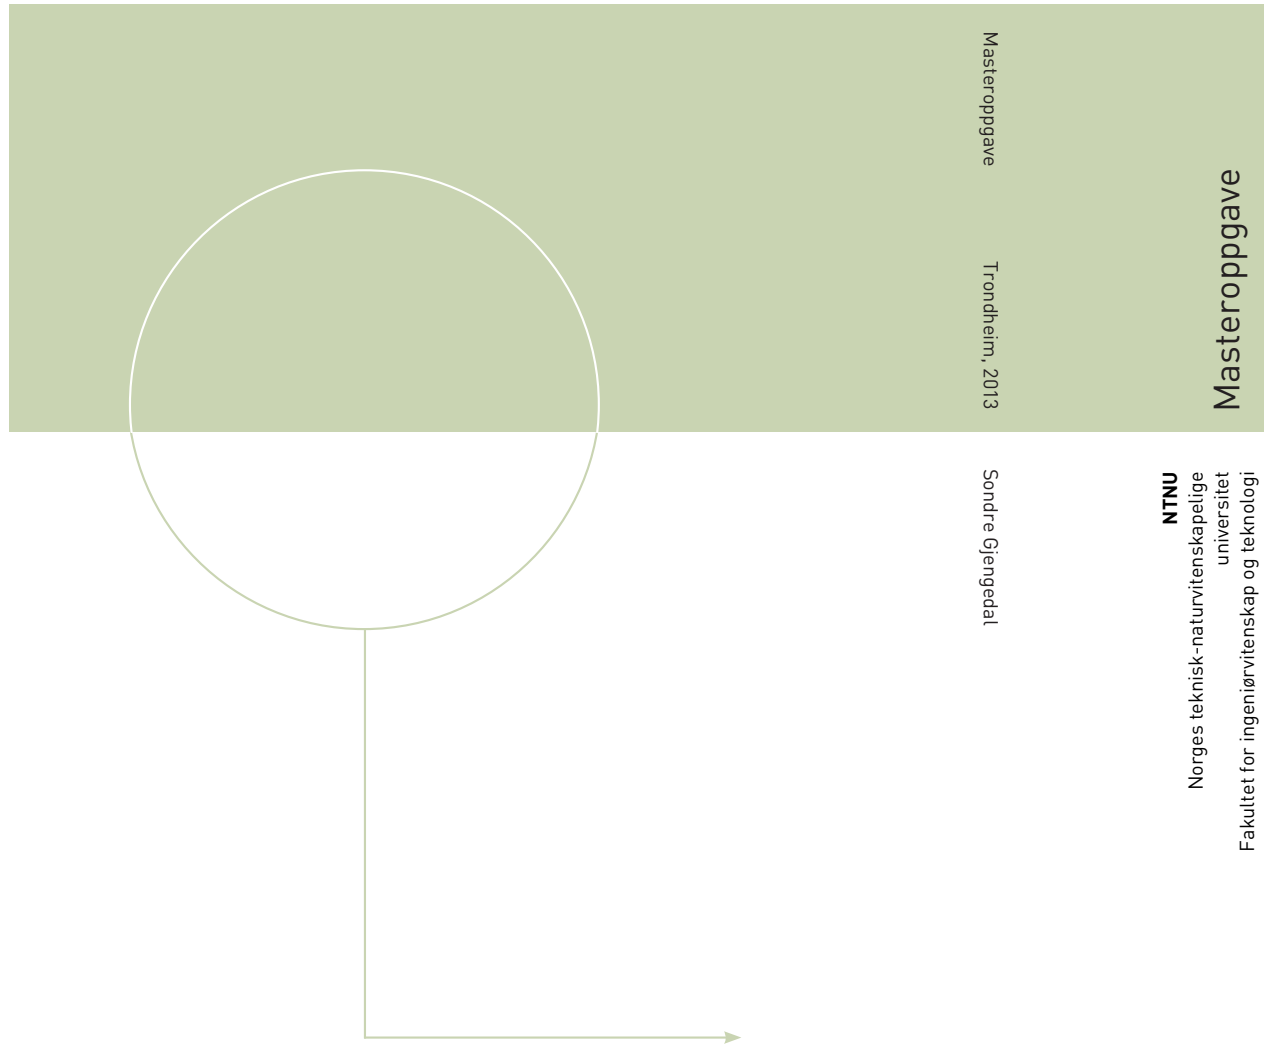 Masteroppgave
Trondheim, 2013
Sondre Gjengedal
Masteroppgave
NTNU
Norges teknisk-naturvitenskapelige
universitet
Fakultet for ingeniørvitenskap og teknologi